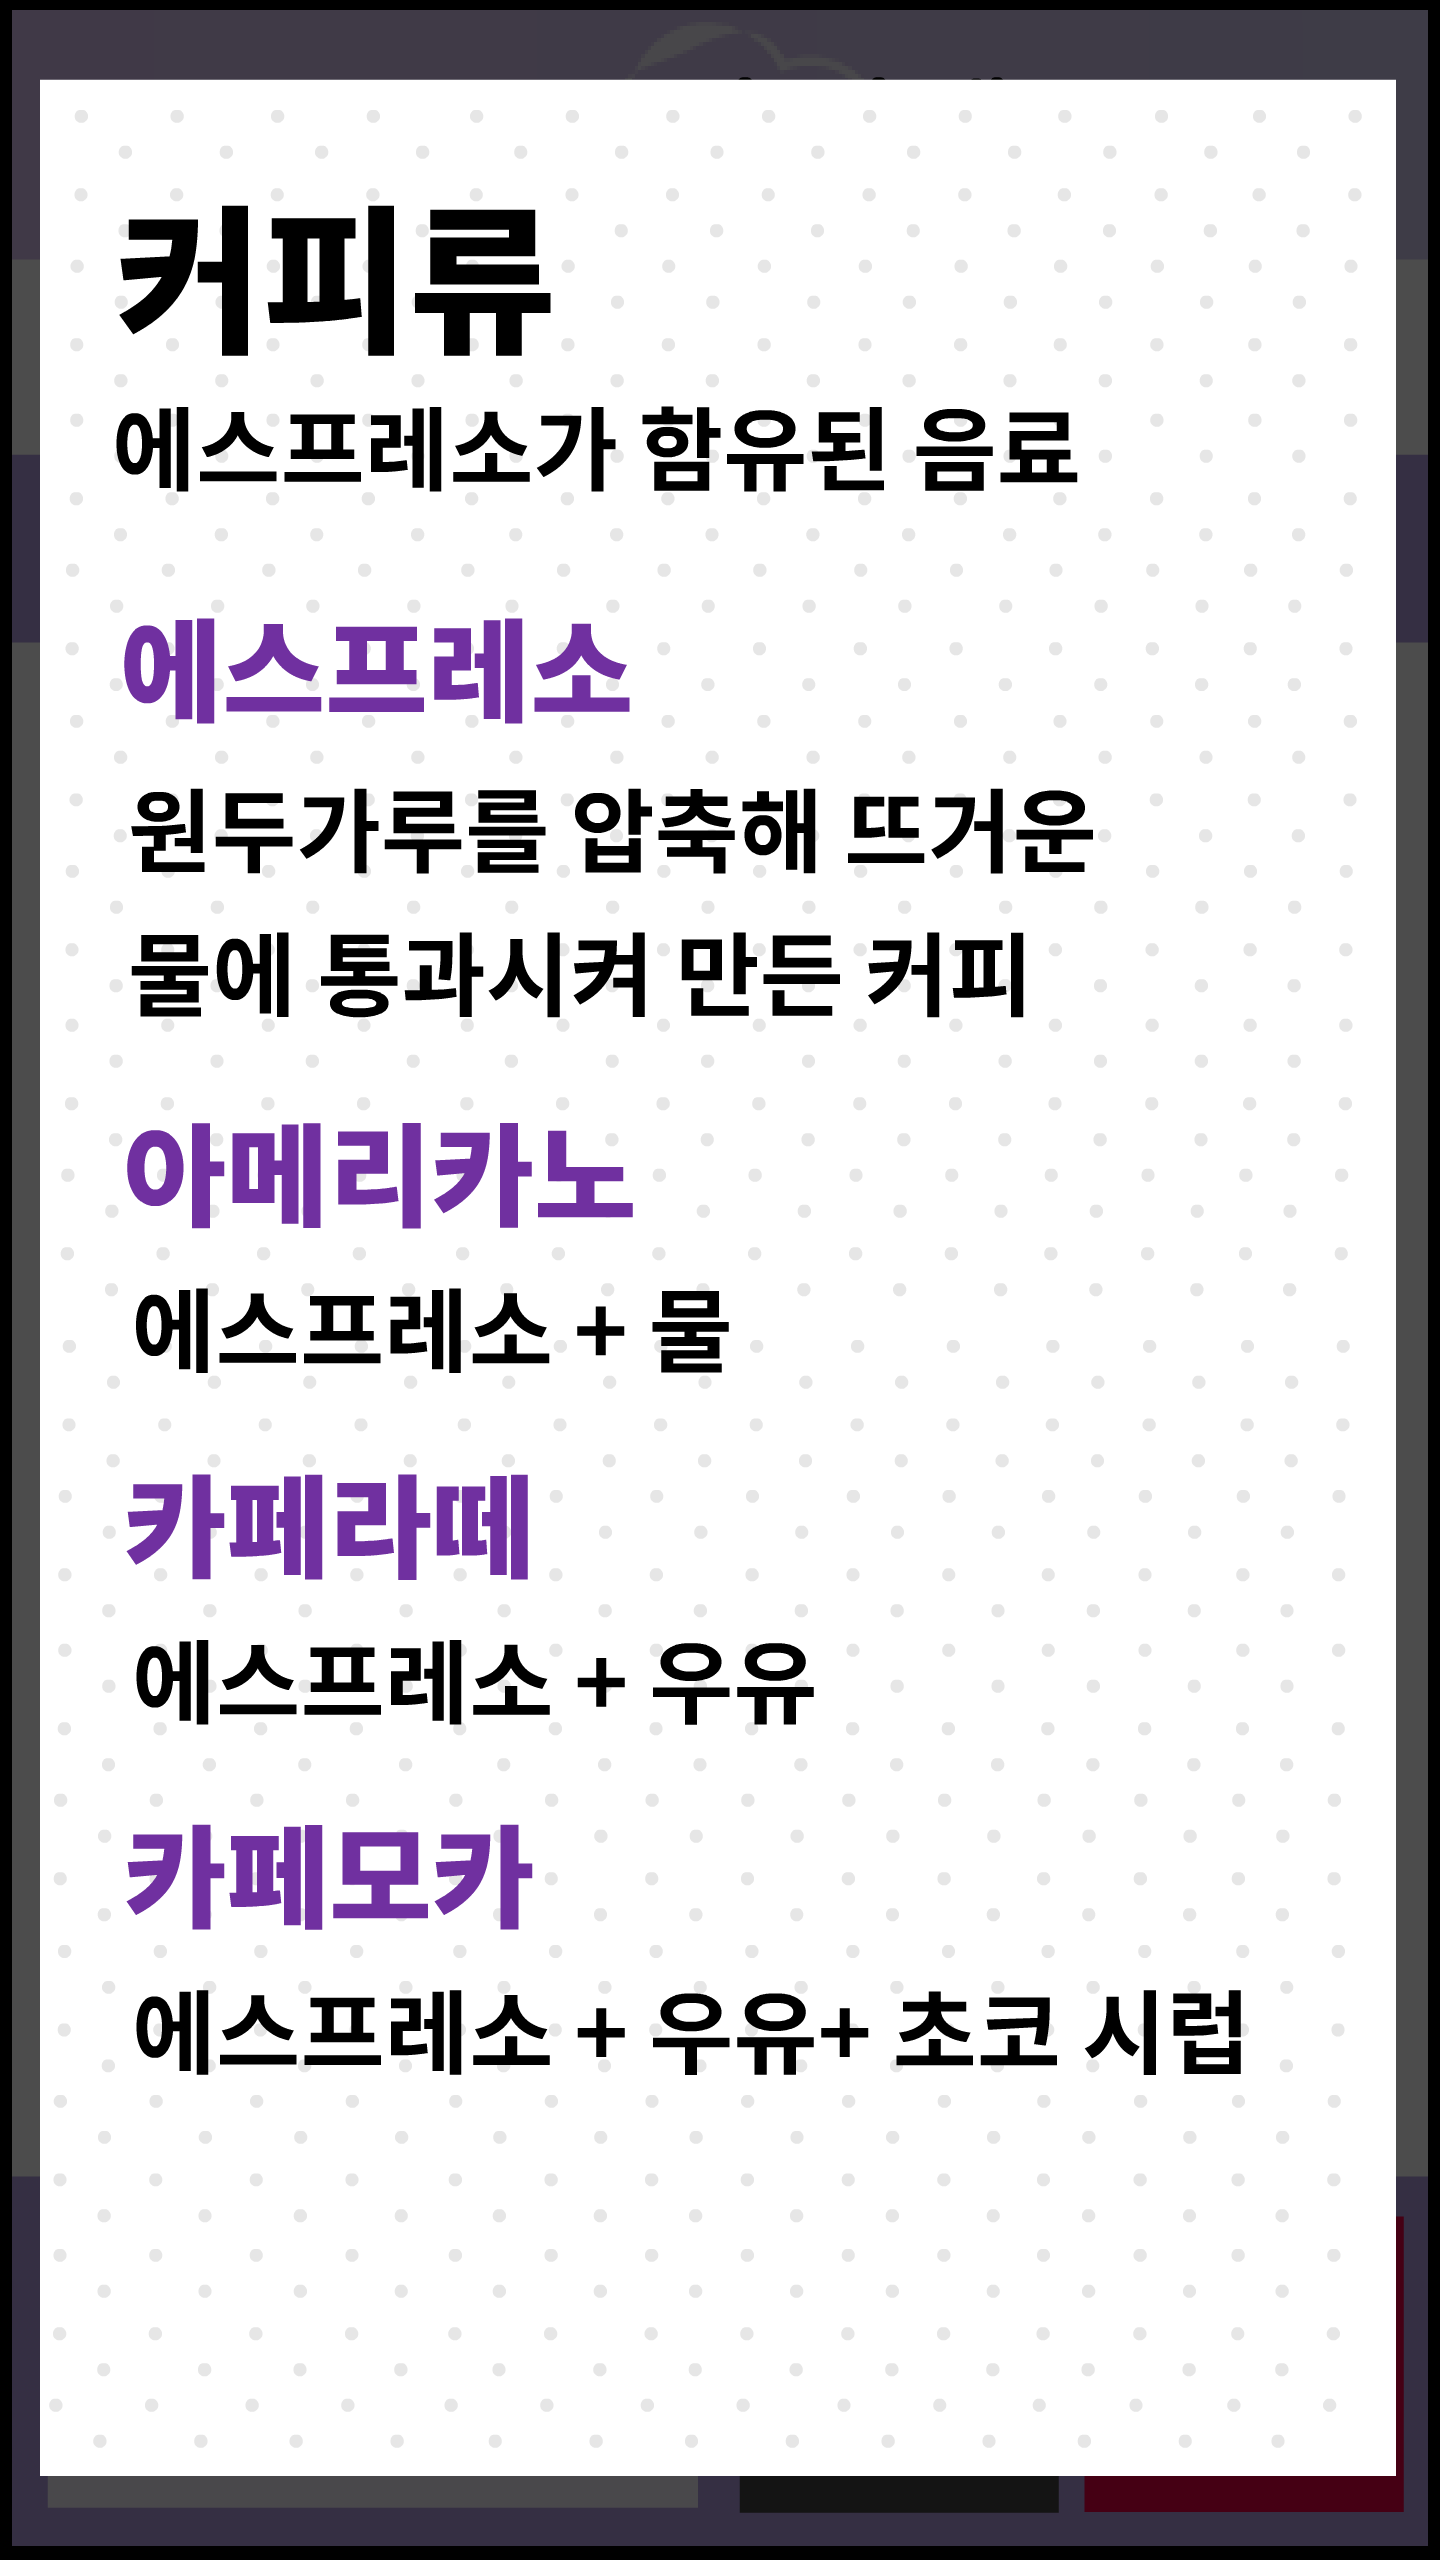 커피류
에스프레소가 함유된 음료
에스프레소
원두가루를 압축해 뜨거운
물에 통과시켜 만든 커피
아메리카노
에스프레소 + 물
카페라떼
에스프레소 + 우유
카페모카
에스프레소 + 우유+ 초코 시럽